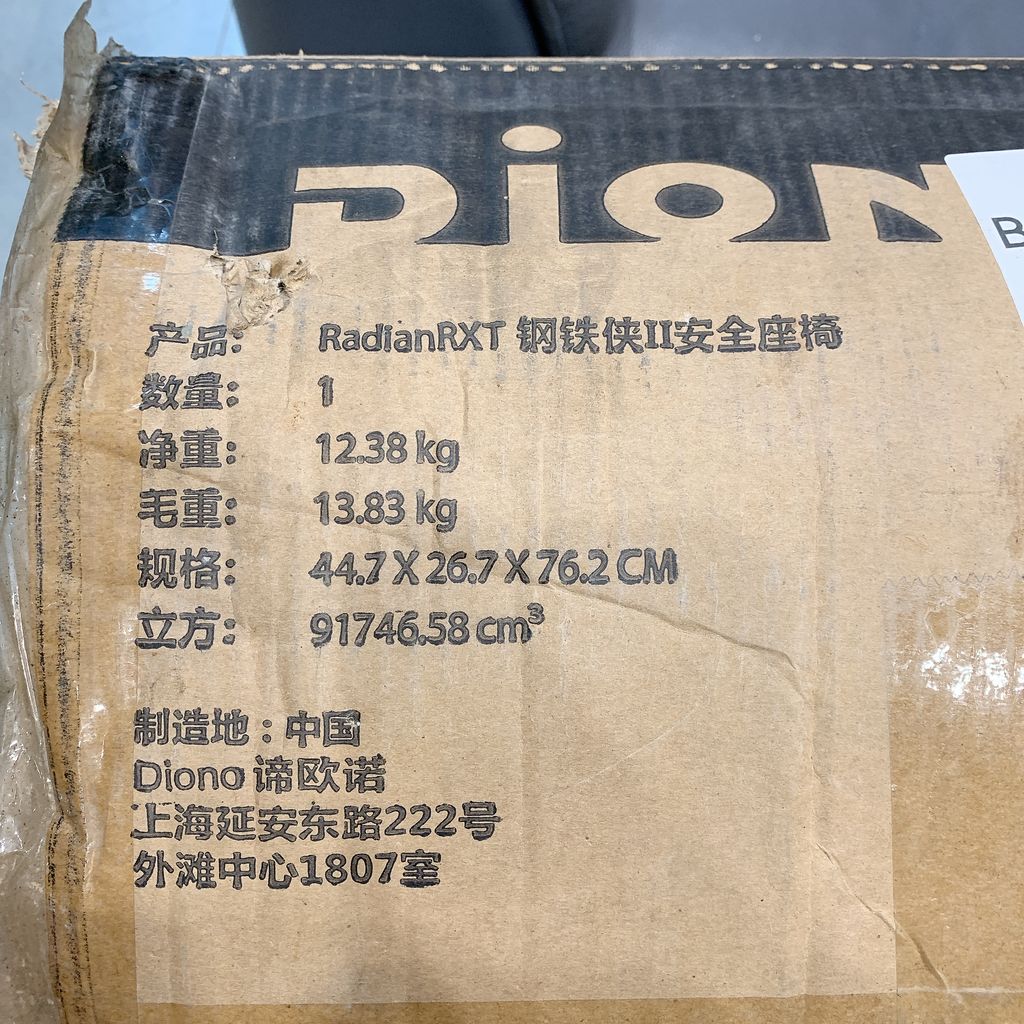 DiON
B
产品: RadianRXT 钢铁侠II安全座椅
数量: 1
净重: 12.38 kg
毛重: 13.83 kg
规格: 44.7 X 26.7 X 76.2 CM
立方: 91746.58 cm³
制造地:中国
Diono 谛欧诺
上海延安东路222号
外滩中心1807室